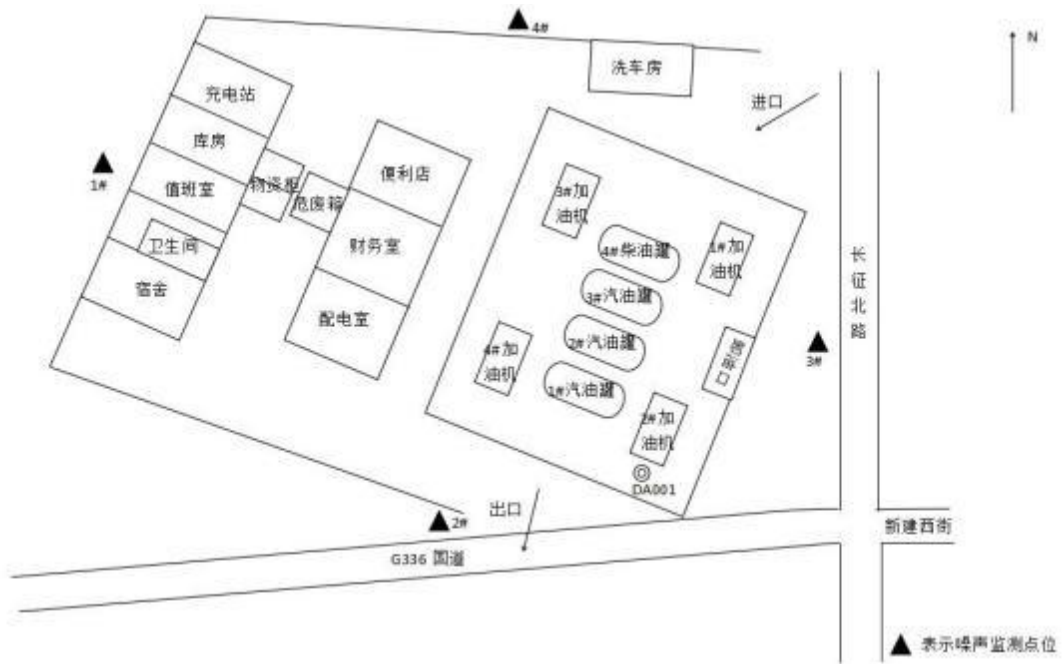 4#
N
洗车房
进口
充电站
库房
1#
值班室
物资柜
危废箱
便利店
卫生间
财务室
宿舍
配电室
3#加
油机
4#柴油罐
1#加
油机
3#汽油罐
2#汽油罐
4#加
油机
1#汽油罐
卸油口
2#加
油机
DA001
长征北路
3#
出口
2#
G336 国道
新建西街
▲ 表示噪声监测点位